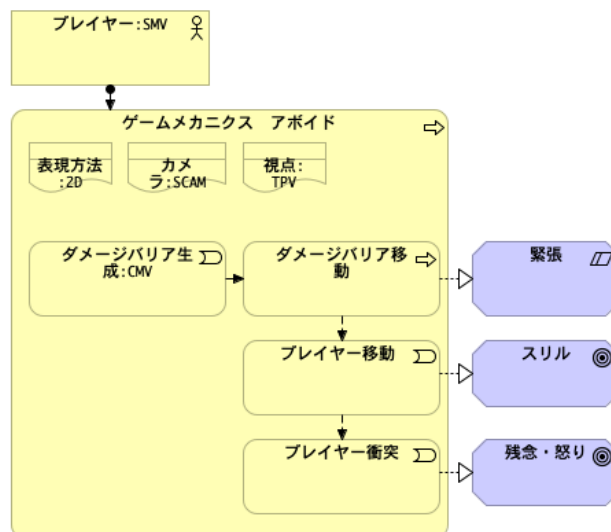 プレイヤー:SMV
ゲームメカニクス　アボイド
表現方法
:2D
カメ
ラ:SCAM
視点:
TPV
ダメージバリア生
成:CMV
ダメージバリア移
動
緊張
プレイヤー移動
スリル
プレイヤー衝突
残念・怒り